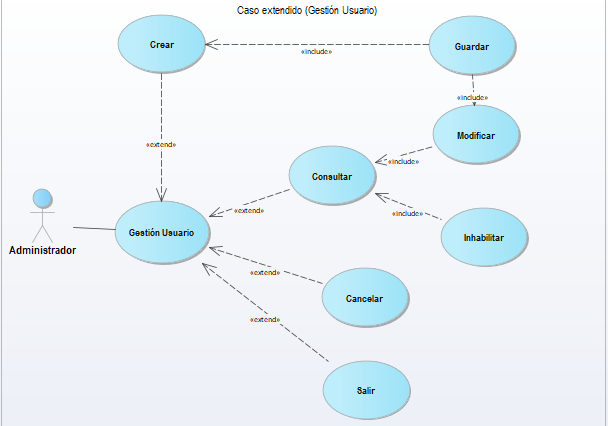 Caso extendido (Gestión Usuario)
Crear
Guardar
«include»
«include»
Modificar
«extend»
«include»
Consultar
«extend»
«include»
Gestión Usuario
Inhabilitar
Administrador
«extend»
Cancelar
«extend»
Salir